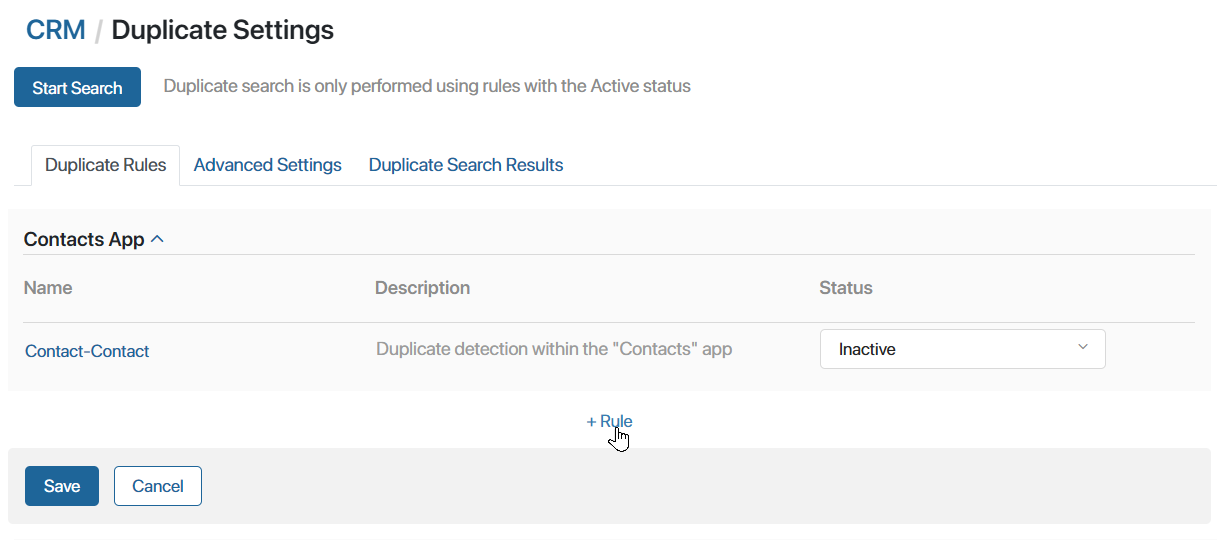 CRM / Duplicate Settings
Start Search Duplicate search is only performed using rules with the Active status
Duplicate Rules Advanced Settings Duplicate Search Results
Contacts App
Name Description Status
Contact-Contact Duplicate detection within the "Contacts" app Inactive
+ Rule
Save Cancel